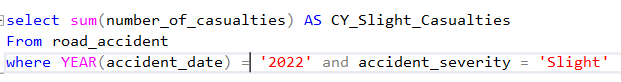 select sum(number_of_casualties) AS CY_Slight_Casualties
From road_accident
where YEAR(accident_date) = '2022' and accident_severity = 'Slight'